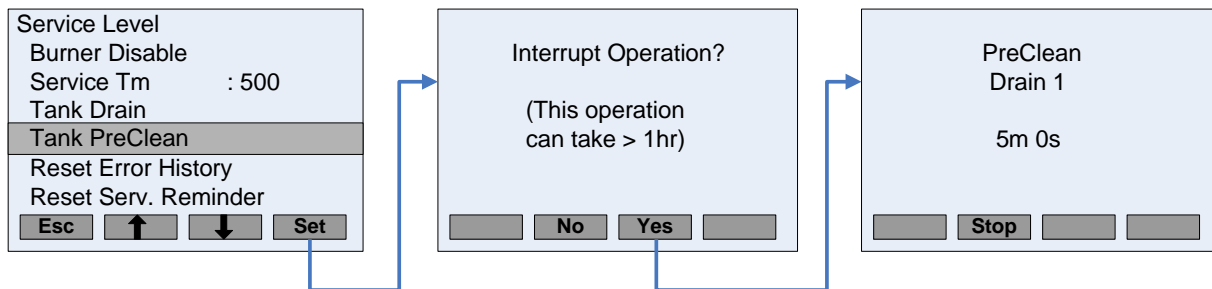 Service Level
Burner Disable
Service Tm : 500
Tank Drain
Tank PreClean
Reset Error History
Reset Serv. Reminder
Esc Set
Interrupt Operation?
(This operation
can take > 1hr)
No Yes
PreClean
Drain 1
5m 0s
Stop